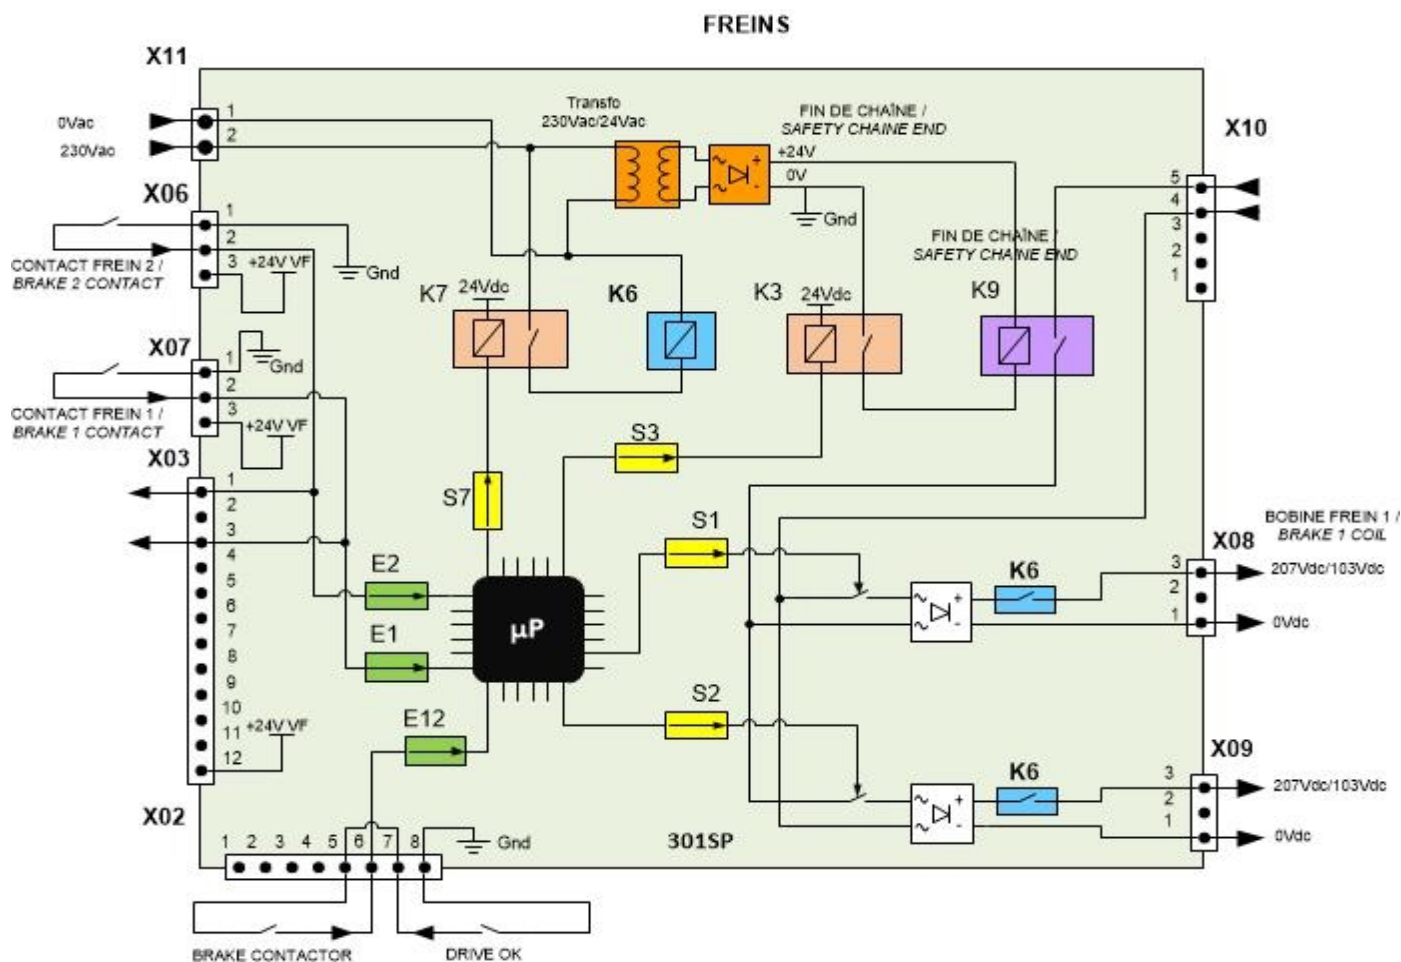 FREINS
X11
0Vac
230Vac
1
2
Transfo
230Vac/24Vac
FIN DE CHAÎNE /
SAFETY CHAINE END
+24V
0V
Gnd
X10
5
4
3
2
1
X06
1
2
3
+24V VF
Gnd
CONTACT FREIN 2 /
BRAKE 2 CONTACT
FIN DE CHAÎNE /
SAFETY CHAINE END
K7
24Vdc
K6
K3
24Vdc
K9
X07
1
2
3
Gnd
+24V VF
CONTACT FREIN 1 /
BRAKE 1 CONTACT
X03
1
2
3
4
5
6
7
8
9
10
11
12
+24V VF
S7
S3
S1
S2
E2
E1
E12
µP
K6
K6
BOBINE FREIN 1 /
BRAKE 1 COIL
X08
3
2
1
207Vdc/103Vdc
0Vdc
X09
3
2
1
207Vdc/103Vdc
0Vdc
X02
1 2 3 4 5 6 7 8
Gnd
301SP
BRAKE CONTACTOR
DRIVE OK